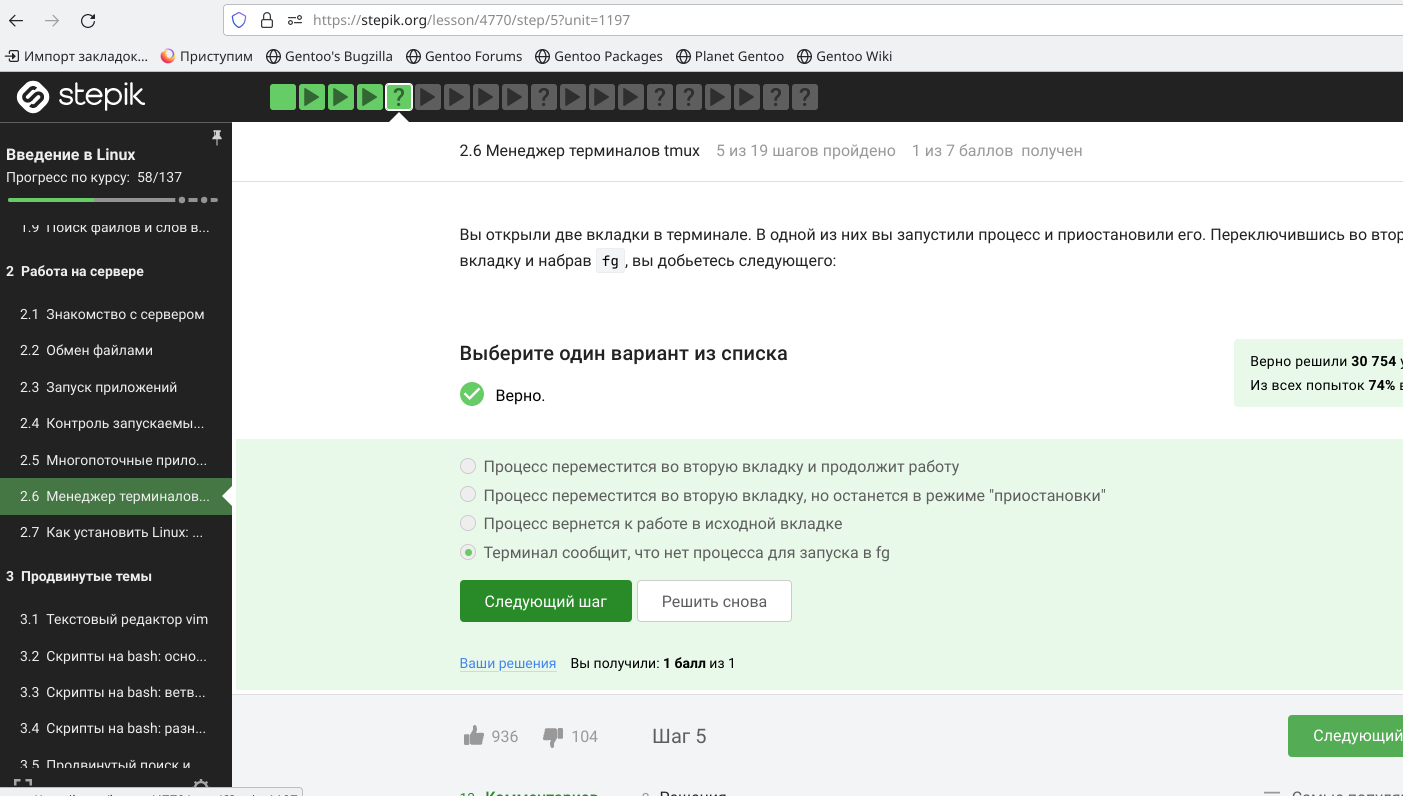 https://stepik.org/lesson/4770/step/5?unit=1197
Импорт закладок... Приступим Gentoo's Bugzilla Gentoo Forums Gentoo Packages Planet Gentoo Gentoo Wiki
stepik ? ? ? ? ? ?
Введение в Linux
Прогресс по курсу: 58/137
1.9 Поиск файлов и слов в...
2 Работа на сервере
2.1 Знакомство с сервером
2.2 Обмен файлами
2.3 Запуск приложений
2.4 Контроль запускаемы...
2.5 Многопоточные прило...
2.6 Менеджер терминалов...
2.7 Как установить Linux: ...
3 Продвинутые темы
3.1 Текстовый редактор vim
3.2 Скрипты на bash: осно...
3.3 Скрипты на bash: ветв...
3.4 Скрипты на bash: разн...
3.5 Продвинутый поиск и
2.6 Менеджер терминалов tmux 5 из 19 шагов пройдено 1 из 7 баллов получен
Вы открыли две вкладки в терминале. В одной из них вы запустили процесс и приостановили его. Переключившись во втор
вкладку и набрав fg, вы добьетесь следующего:
Выберите один вариант из списка
Верно.
Верно решили 30 754 у
Из всех попыток 74% в
Процесс переместится во вторую вкладку и продолжит работу
Процесс переместится во вторую вкладку, но останется в режиме "приостановки"
Процесс вернется к работе в исходной вкладке
Терминал сообщит, что нет процесса для запуска в fg
Следующий шаг Решить снова
Ваши решения Вы получили: 1 балл из 1
936 104 Шаг 5 Следующий